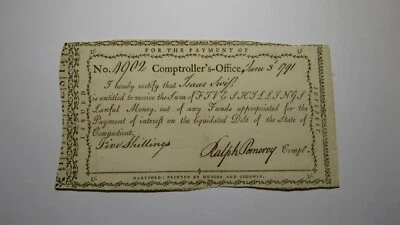 FOR THE PAYMENT OF
No. 4902 Comptroller's-Office, June 3 1791
I hereby certify that Isaac Swift
is entitled to receive the Sum of FIVE SHILLINGS
Lawful Money, out of any Funds appropriated for the
Payment of interest on the liquidated Debt of the State of
Connecticut.
Five Shillings Ralph Pomeroy Compt.
HARTFORD: PRINTED BY HUDSON AND GOODWIN.